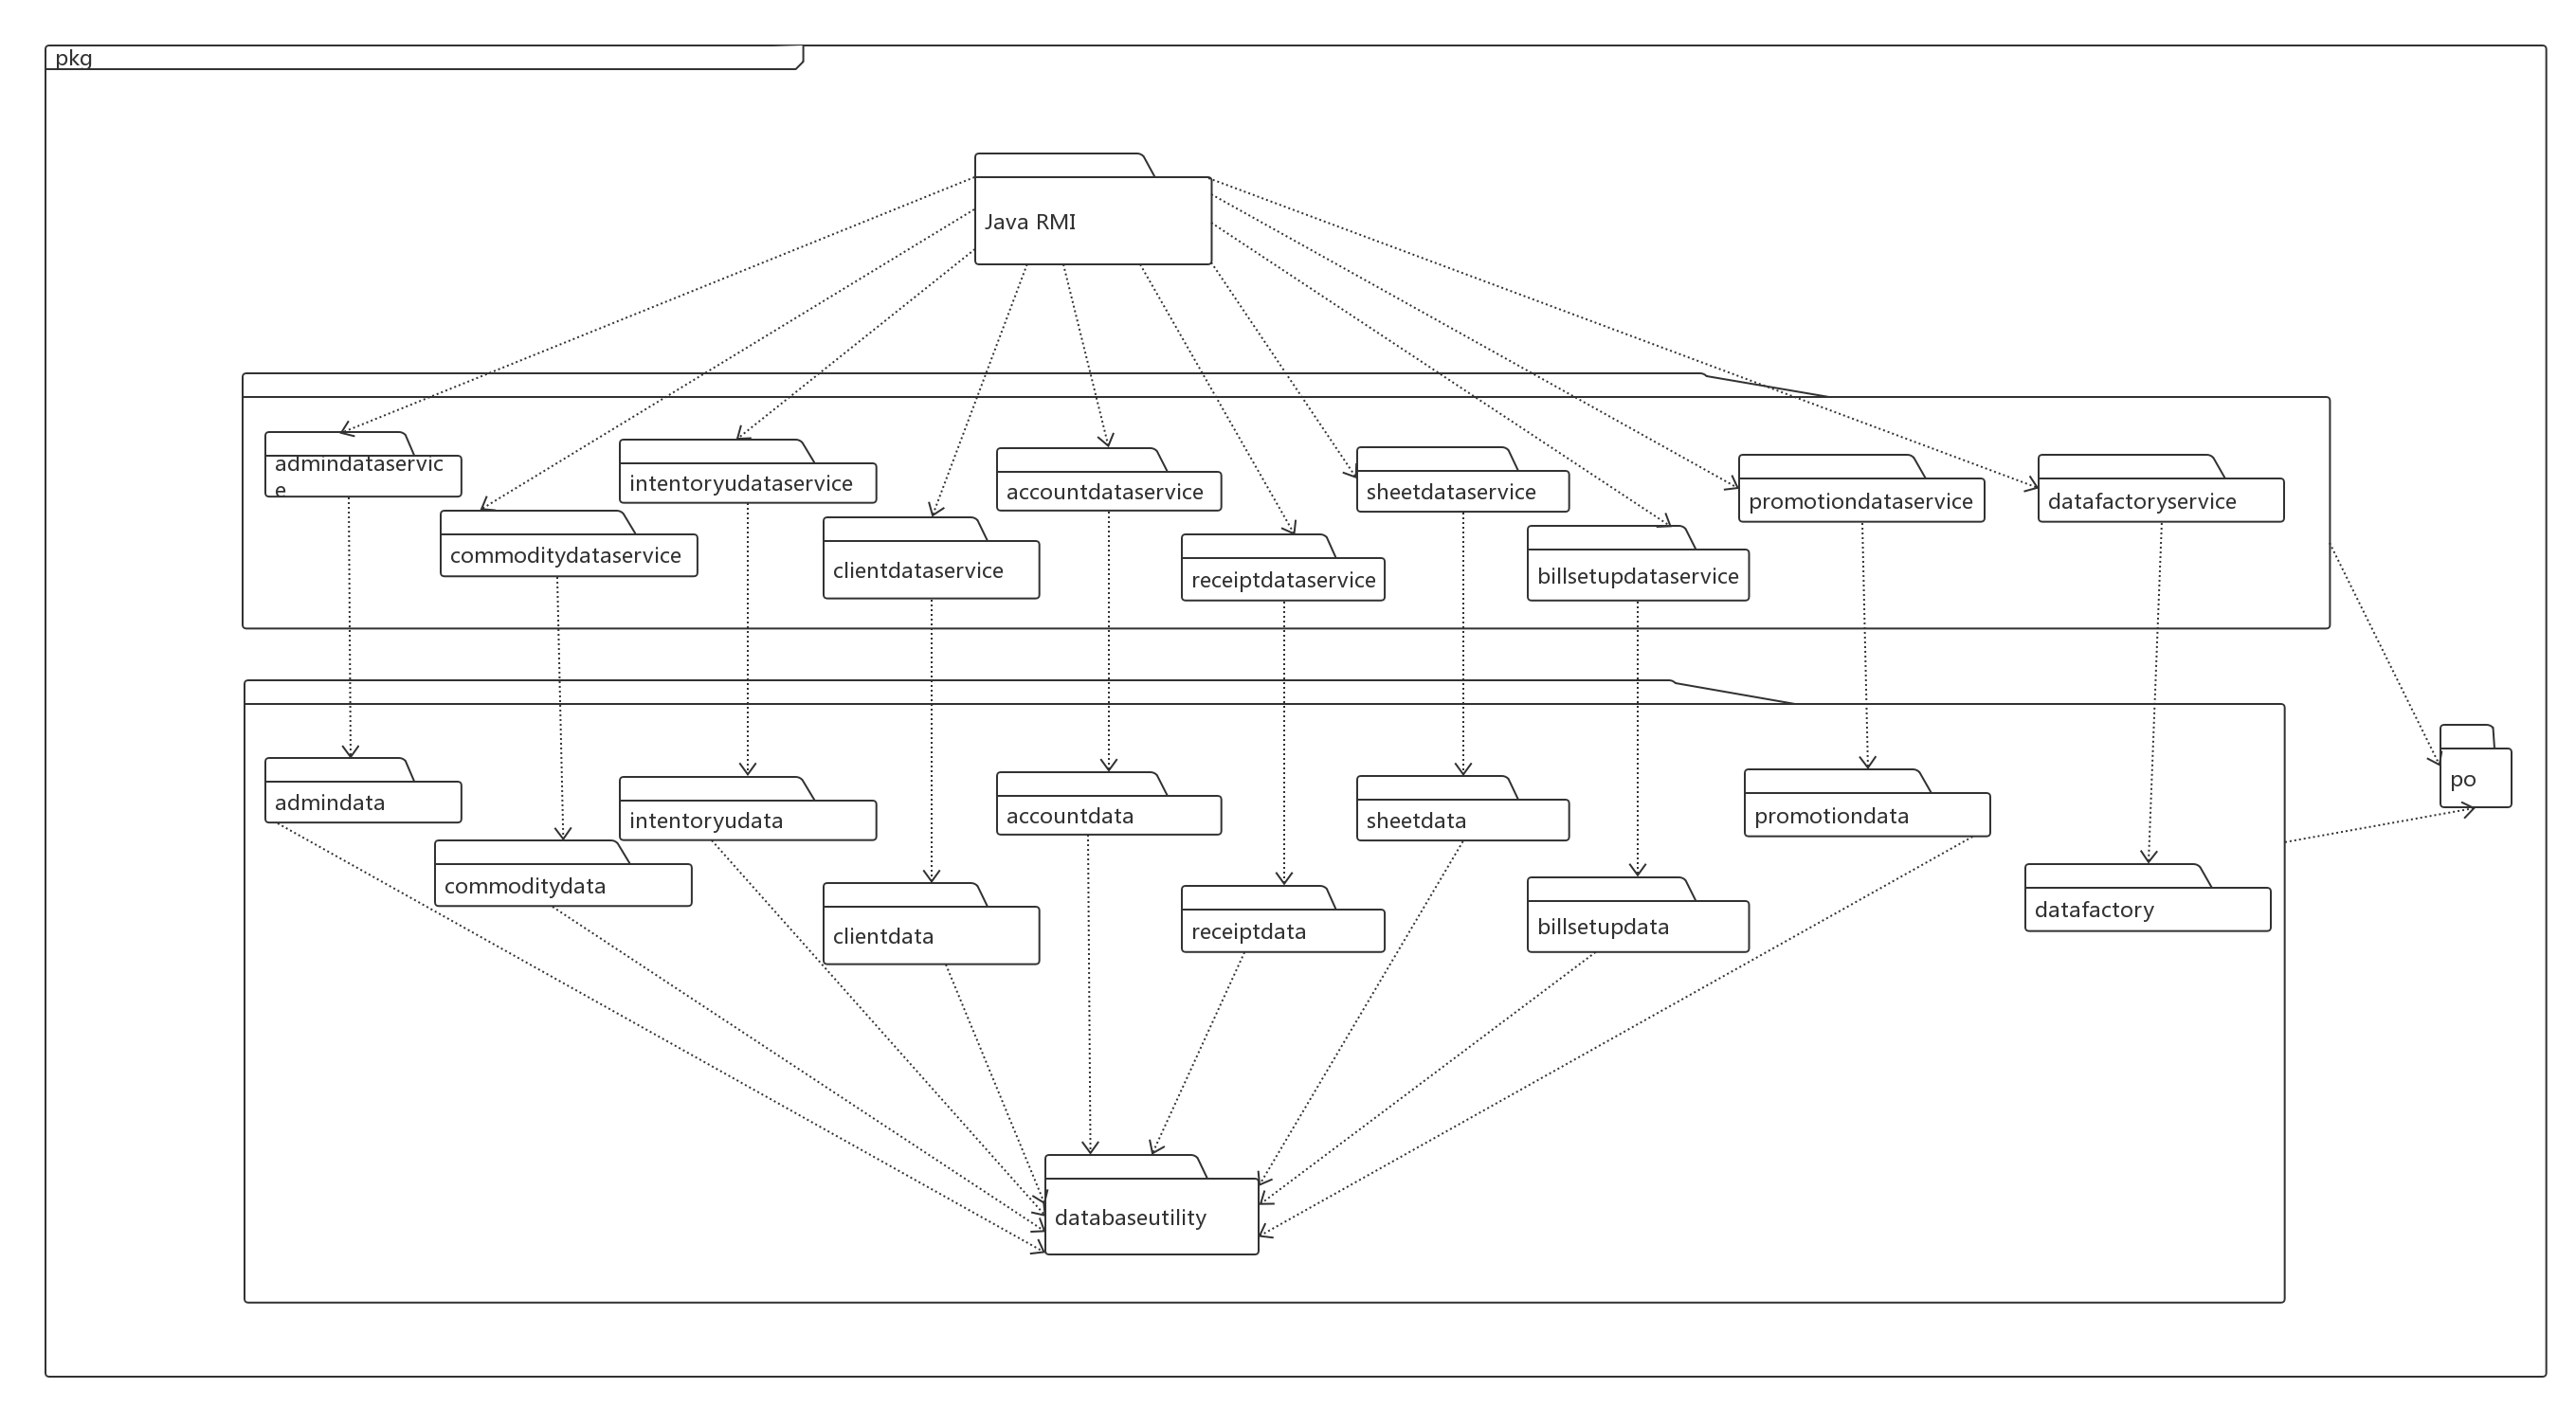 pkg
Java RMI
admindataservic
e
intentoryudataservice
accountdataservice
sheetdataservice
promotiondataservice
datafactoryservice
commoditydataservice
clientdataservice
receiptdataservice
billsetupdataservice
po
admindata
intentoryudata
accountdata
sheetdata
promotiondata
commoditydata
clientdata
receiptdata
billsetupdata
datafactory
databaseutility